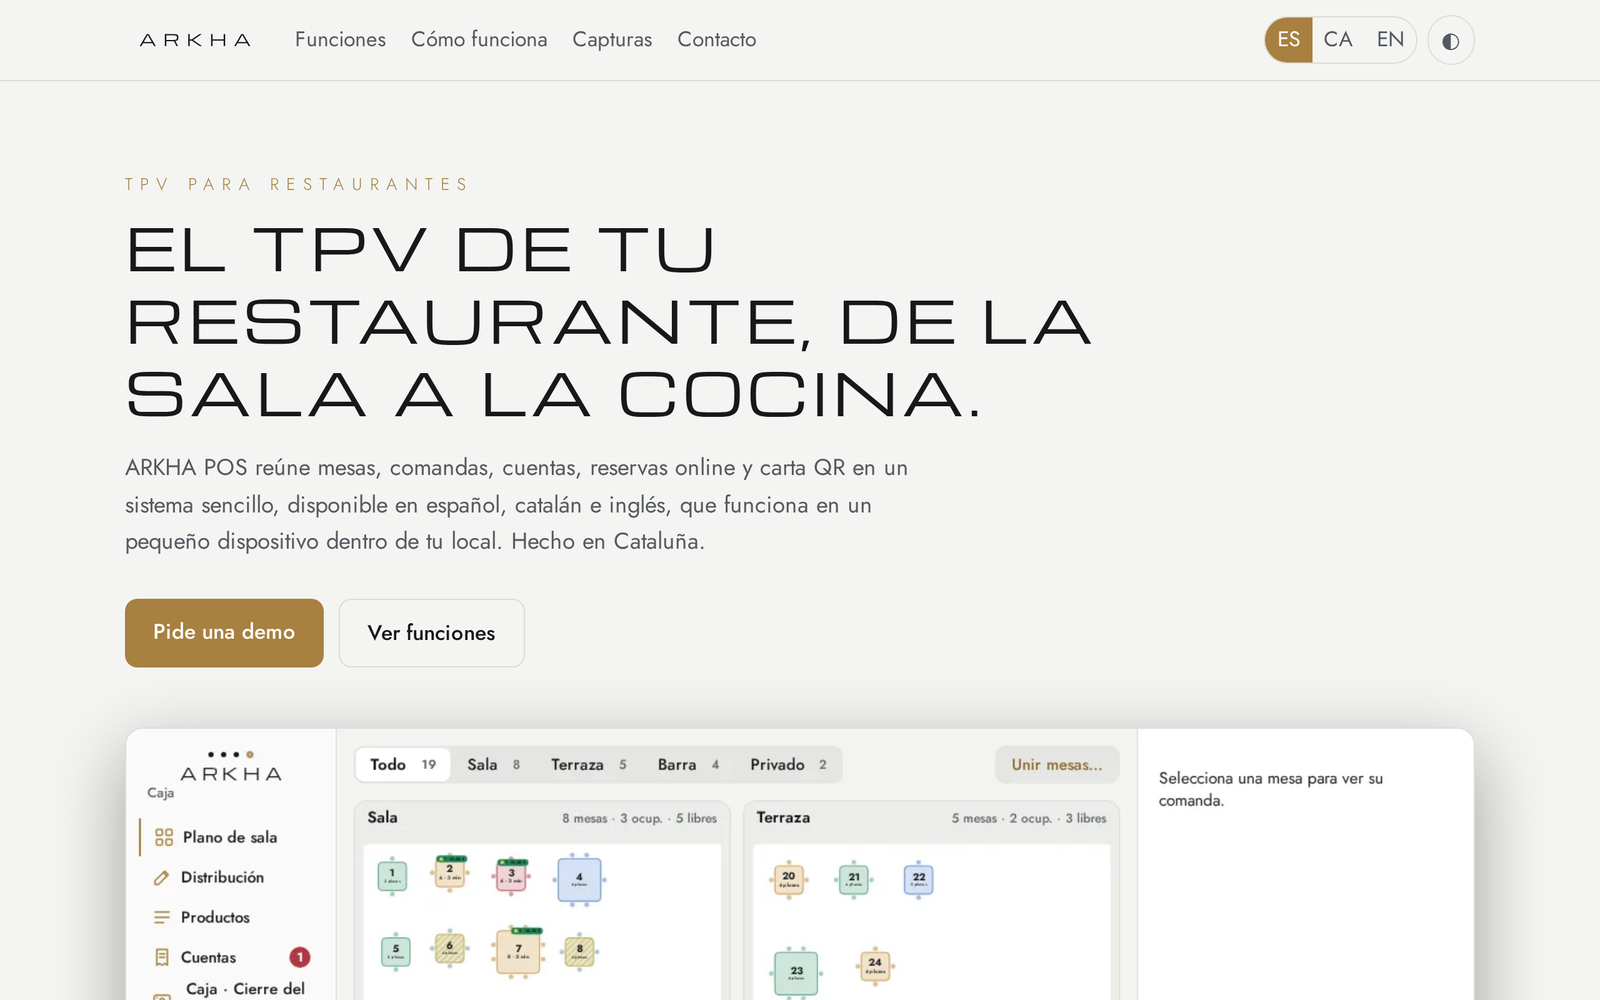 ARKHA
Funciones Cómo funciona Capturas Contacto
ES CA EN
TPV PARA RESTAURANTES
EL TPV DE TU
RESTAURANTE, DE LA
SALA A LA COCINA.
ARKHA POS reúne mesas, comandas, cuentas, reservas online y carta QR en un
sistema sencillo, disponible en español, catalán e inglés, que funciona en un
pequeño dispositivo dentro de tu local. Hecho en Cataluña.
Pide una demo
Ver funciones
ARKHA
Caja
Plano de sala
Distribución
Productos
Cuentas 1
Caja · Cierre del
Todo 19 Sala 8 Terraza 5 Barra 4 Privado 2
Unir mesas...
Sala 8 mesas · 3 ocup. · 5 libres
1 2 3 4
5 6 7 8
Terraza 5 mesas · 2 ocup. · 3 libres
20 21 22
23 24
Selecciona una mesa para ver su
comanda.